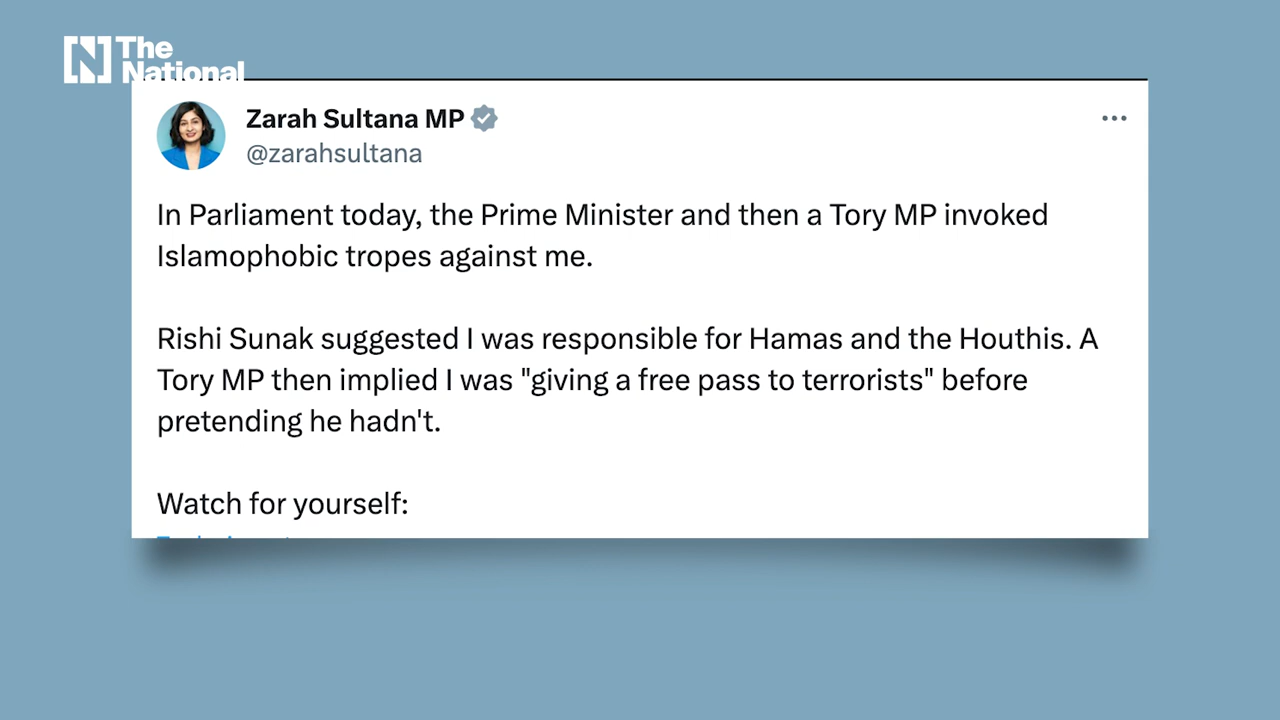 The
National
Zarah Sultana MP
@zarahsultana
In Parliament today, the Prime Minister and then a Tory MP invoked
Islamophobic tropes against me.
Rishi Sunak suggested I was responsible for Hamas and the Houthis. A
Tory MP then implied I was "giving a free pass to terrorists" before
pretending he hadn't.
Watch for yourself: